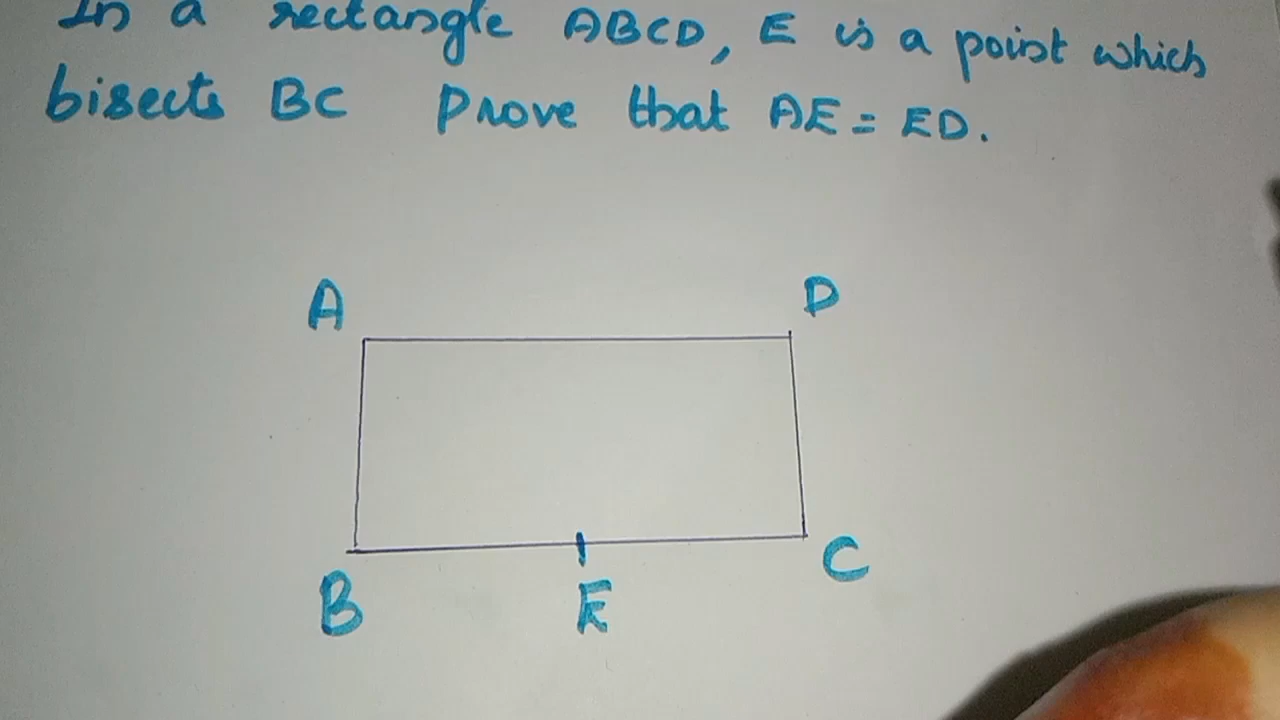 In a rectangle ABCD, E is a point which
bisects BC Prove that AE = ED.
A D
B E C